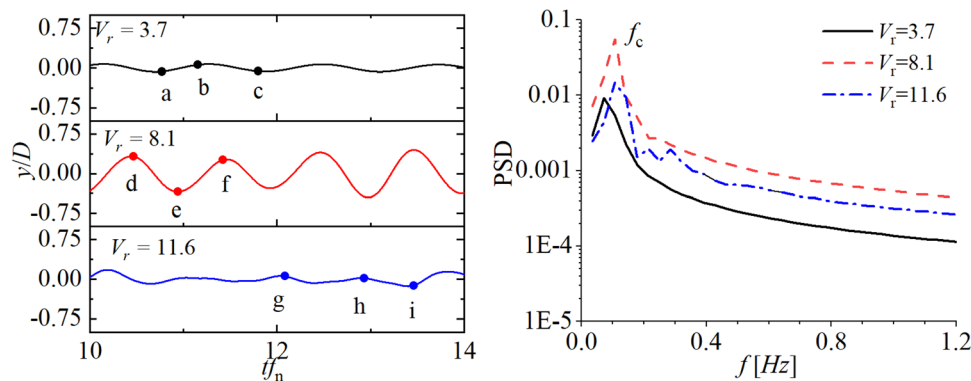 0.75
V_r = 3.7
0.00
a
b
c
-0.75
0.75
V_r = 8.1
y/D
0.00
d
e
f
-0.75
0.75
V_r = 11.6
0.00
g
h
i
-0.75
10
12
14
tf_n
0.1
f_c
V_r=3.7
V_r=8.1
V_r=11.6
0.01
PSD
0.001
1E-4
1E-5
0.0
0.4
0.8
1.2
f [Hz]